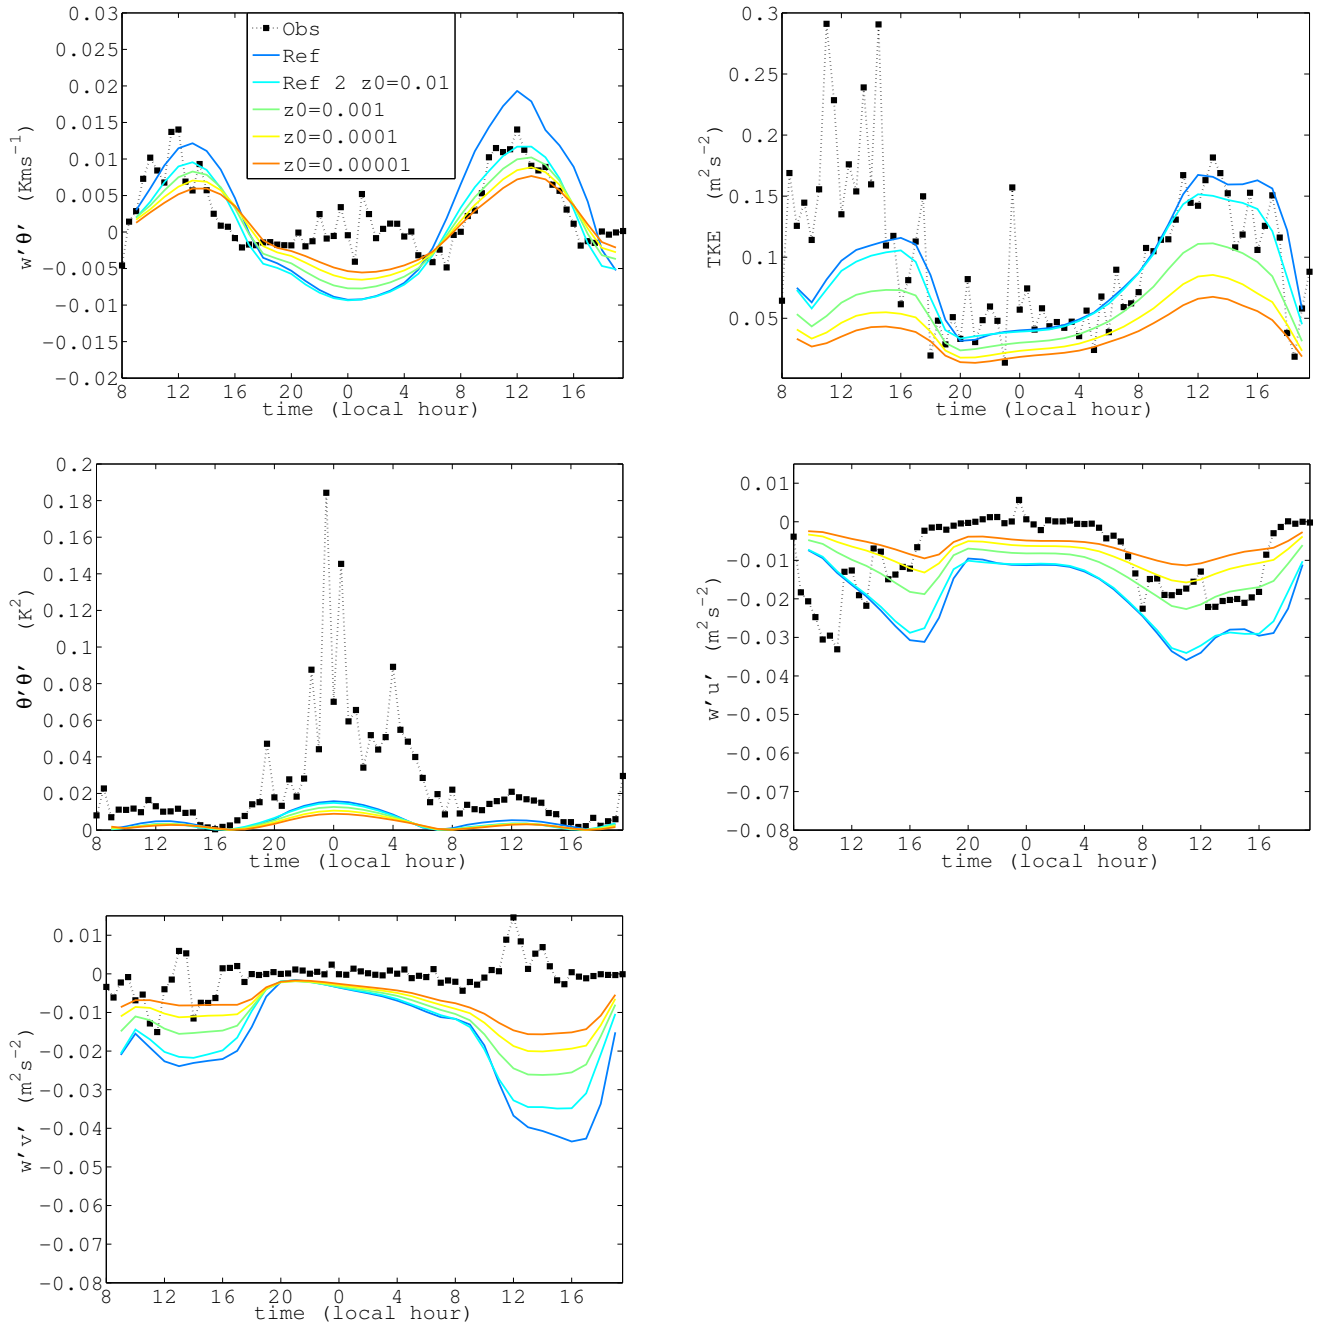 0.03
0.025
0.02
0.015
0.01
0.005
0
−0.005
−0.01
−0.015
−0.02
w'θ' (Kms⁻¹)
Obs
Ref
Ref 2 z0=0.01
z0=0.001
z0=0.0001
z0=0.00001
8 12 16 20 0 4 8 12 16
time (local hour)
0.3
0.25
0.2
0.15
0.1
0.05
TKE (m²s⁻²)
8 12 16 20 0 4 8 12 16
time (local hour)
0.2
0.18
0.16
0.14
0.12
0.1
0.08
0.06
0.04
0.02
0
θ'θ' (K²)
8 12 16 20 0 4 8 12 16
time (local hour)
0.01
0
−0.01
−0.02
−0.03
−0.04
−0.05
−0.06
−0.07
−0.08
w'u' (m²s⁻²)
8 12 16 20 0 4 8 12 16
time (local hour)
0.01
0
−0.01
−0.02
−0.03
−0.04
−0.05
−0.06
−0.07
−0.08
w'v' (m²s⁻²)
8 12 16 20 0 4 8 12 16
time (local hour)